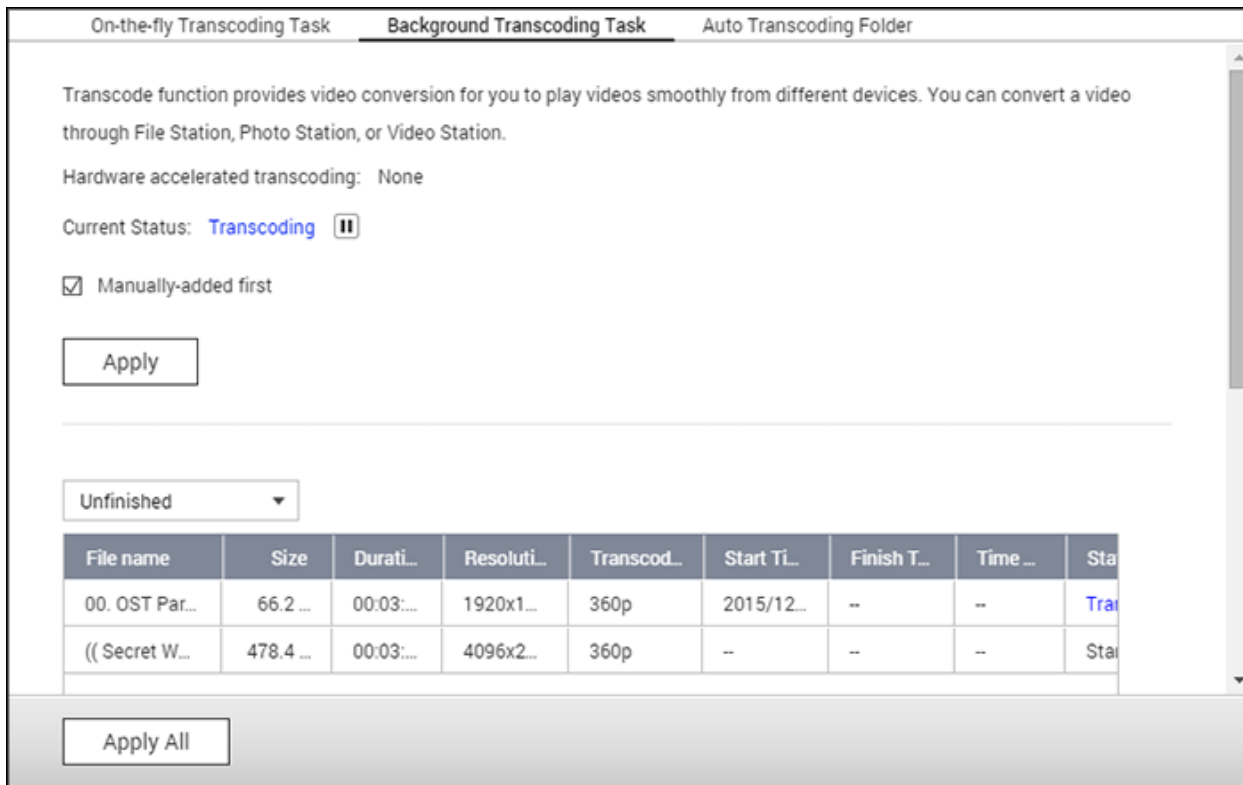 On-the-fly Transcoding Task Background Transcoding Task Auto Transcoding Folder
Transcode function provides video conversion for you to play videos smoothly from different devices. You can convert a video
through File Station, Photo Station, or Video Station.
Hardware accelerated transcoding: None
Current Status: Transcoding
Manually-added first
Apply
Unfinished
File name Size Durati... Resoluti... Transcod... Start Ti... Finish T... Time ... Sta
00. OST Par... 66.2 ... 00:03:... 1920x1... 360p 2015/12... -- -- Tra
(( Secret W... 478.4 ... 00:03:... 4096x2... 360p -- -- -- Sta
Apply All